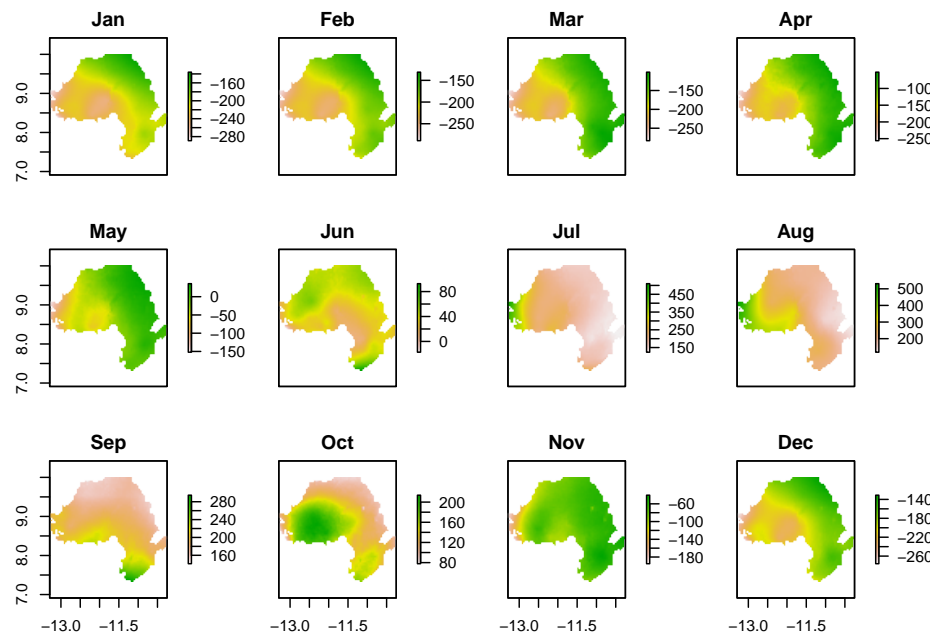 Jan Feb Mar Apr
9.0 8.0 7.0
−160 −200 −240 −280
−150 −200 −250
−150 −200 −250
−100 −150 −200 −250
May Jun Jul Aug
9.0 8.0 7.0
0 −50 −100 −150
80 40 0
450 350 250 150
500 400 300 200
Sep Oct Nov Dec
9.0 8.0 7.0
280 240 200 160
200 160 120 80
−60 −100 −140 −180
−140 −180 −220 −260
−13.0 −11.5 −13.0 −11.5 −13.0 −11.5 −13.0 −11.5